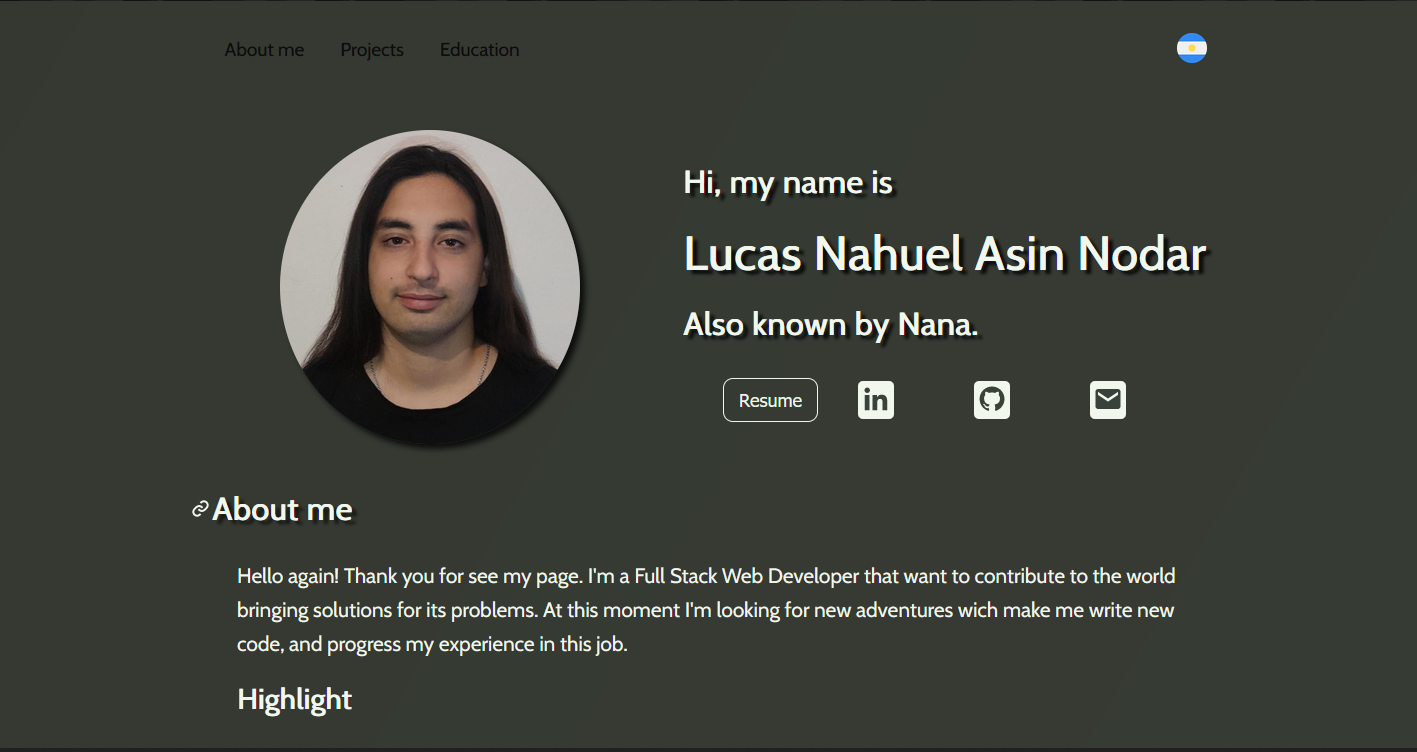 About me Projects Education
Hi, my name is
Lucas Nahuel Asin Nodar
Also known by Nana.
Resume in
About me
Hello again! Thank you for see my page. I'm a Full Stack Web Developer that want to contribute to the world
bringing solutions for its problems. At this moment I'm looking for new adventures wich make me write new
code, and progress my experience in this job.
Highlight